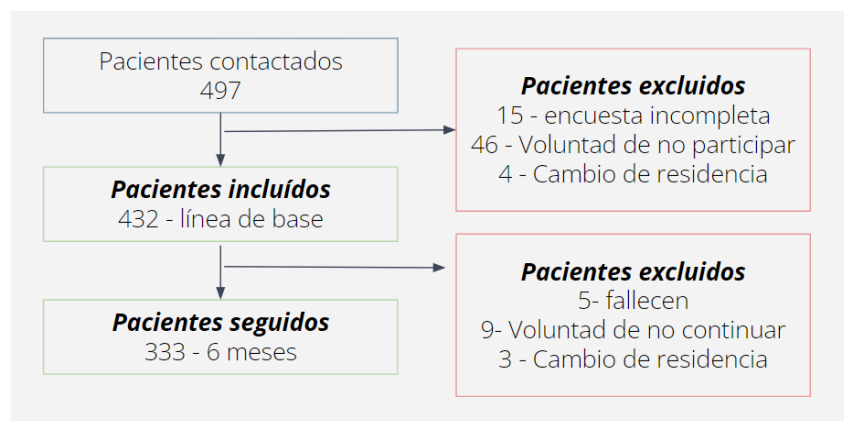 Pacientes contactados
497
Pacientes excluidos
15 - encuesta incompleta
46 - Voluntad de no participar
4 - Cambio de residencia
Pacientes incluídos
432 - línea de base
Pacientes excluidos
5- fallecen
9- Voluntad de no continuar
3 - Cambio de residencia
Pacientes seguidos
333 - 6 meses